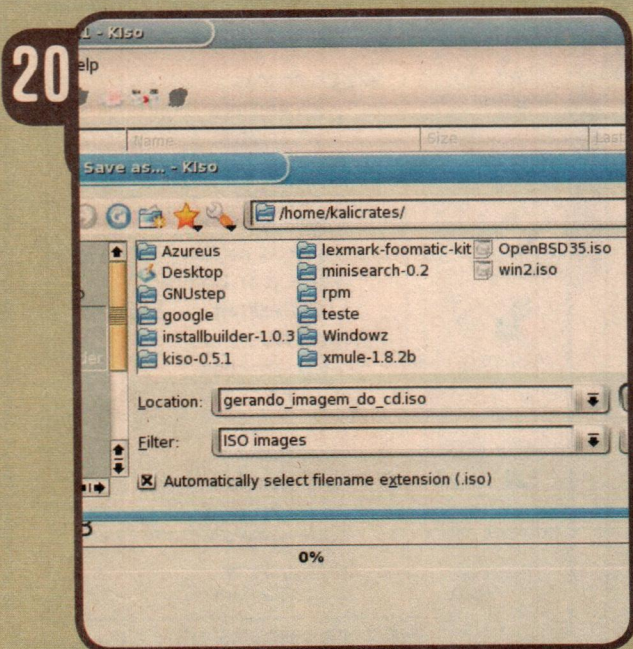 20
1 - KIso
elp
Name Size Last
Save as... - KIso
/home/kalicrates/
Azureus lexmark-foomatic-kit OpenBSD35.iso
Desktop minisearch-0.2 win2.iso
GNUstep rpm
google teste
installbuilder-1.0.3 Windowz
kiso-0.5.1 xmule-1.8.2b
Location: gerando_imagem_do_cd.iso
Filter: ISO images
Automatically select filename extension (.iso)
0%